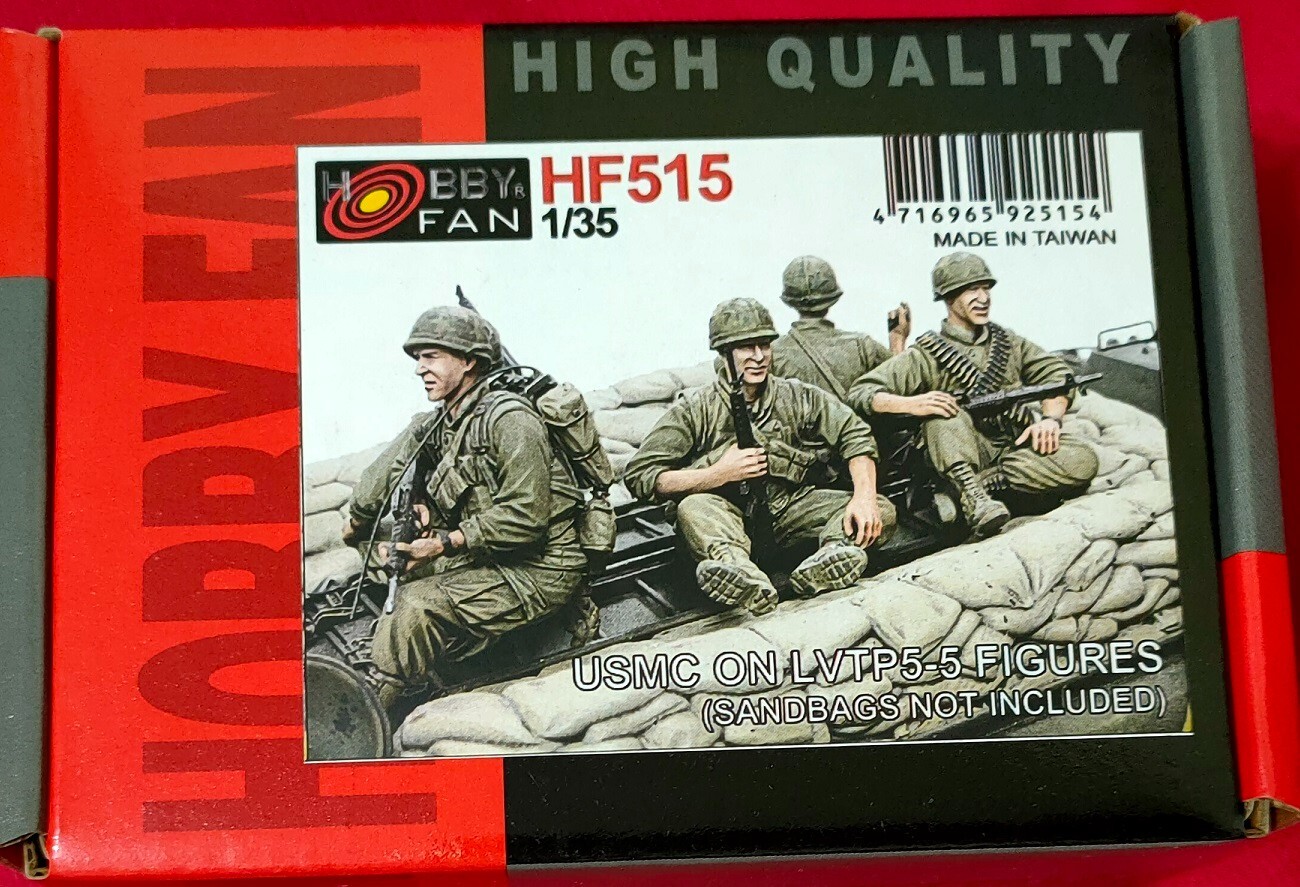 HIGH QUALITY
HOBBY FAN
HOBBY R
FAN
HF515
1/35
4 716965 925154
MADE IN TAIWAN
USMC ON LVTP5-5 FIGURES
(SANDBAGS NOT INCLUDED)